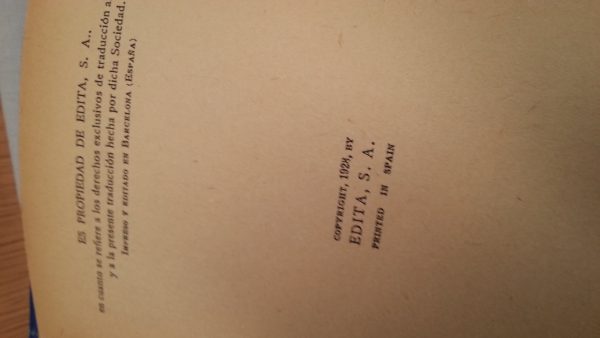 ES PROPIEDAD DE EDITA, S. A.,
en cuanto se refiere a los derechos exclusivos de traducción a
y a la presente traducción hecha por dicha Sociedad.
IMPRESO Y EDITADO EN BARCELONA (ESPAÑA)
COPYRIGHT, 1928, BY
EDITA, S. A.
PRINTED IN SPAIN